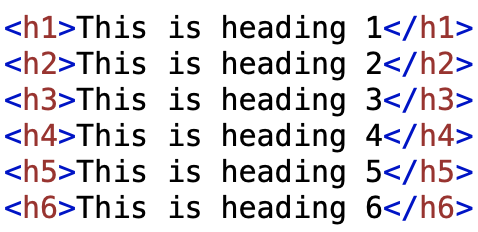 <h1>This is heading 1</h1>
<h2>This is heading 2</h2>
<h3>This is heading 3</h3>
<h4>This is heading 4</h4>
<h5>This is heading 5</h5>
<h6>This is heading 6</h6>